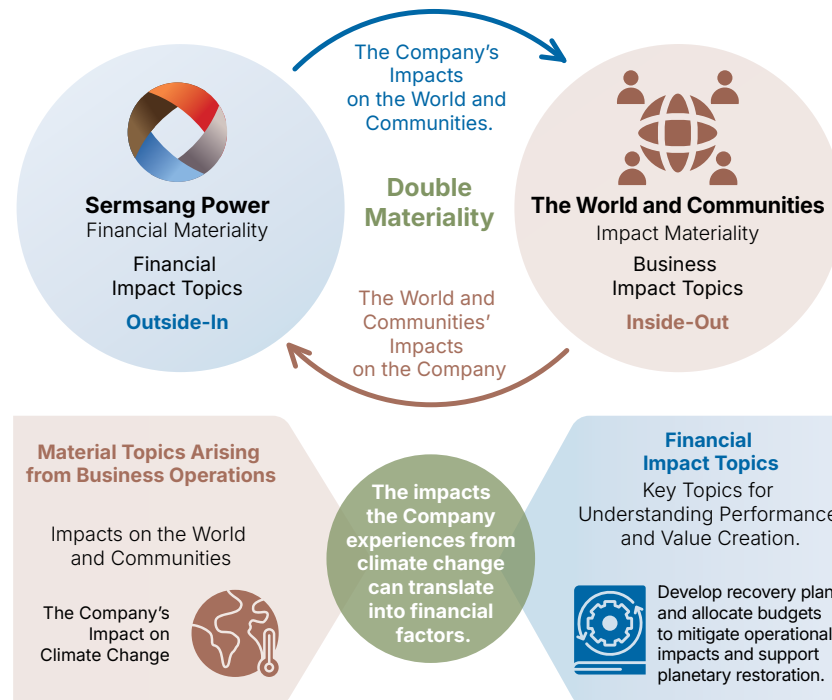 The Company's
Impacts
on the World and
Communities.
Double
Materiality
Sermsang Power
Financial Materiality
Financial
Impact Topics
Outside-In
The World and Communities
Impact Materiality
Business
Impact Topics
Inside-Out
The World and
Communities'
Impacts
on the Company
Material Topics Arising
from Business Operations
Impacts on the World
and Communities
The Company's
Impact on
Climate Change
The impacts
the Company
experiences from
climate change
can translate
into financial
factors.
Financial
Impact Topics
Key Topics for
Understanding Performance
and Value Creation.
Develop recovery plan
and allocate budgets
to mitigate operational
impacts and support
planetary restoration.